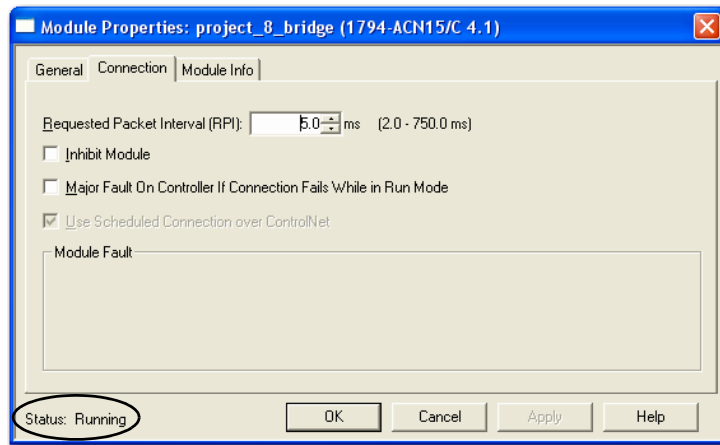 Module Properties: project_8_bridge (1794-ACN15/C 4.1)
General Connection Module Info
Requested Packet Interval (RPI): 5.0 ms (2.0 - 750.0 ms)
Inhibit Module
Major Fault On Controller If Connection Fails While in Run Mode
Use Scheduled Connection over ControlNet
Module Fault
Status: Running OK Cancel Apply Help